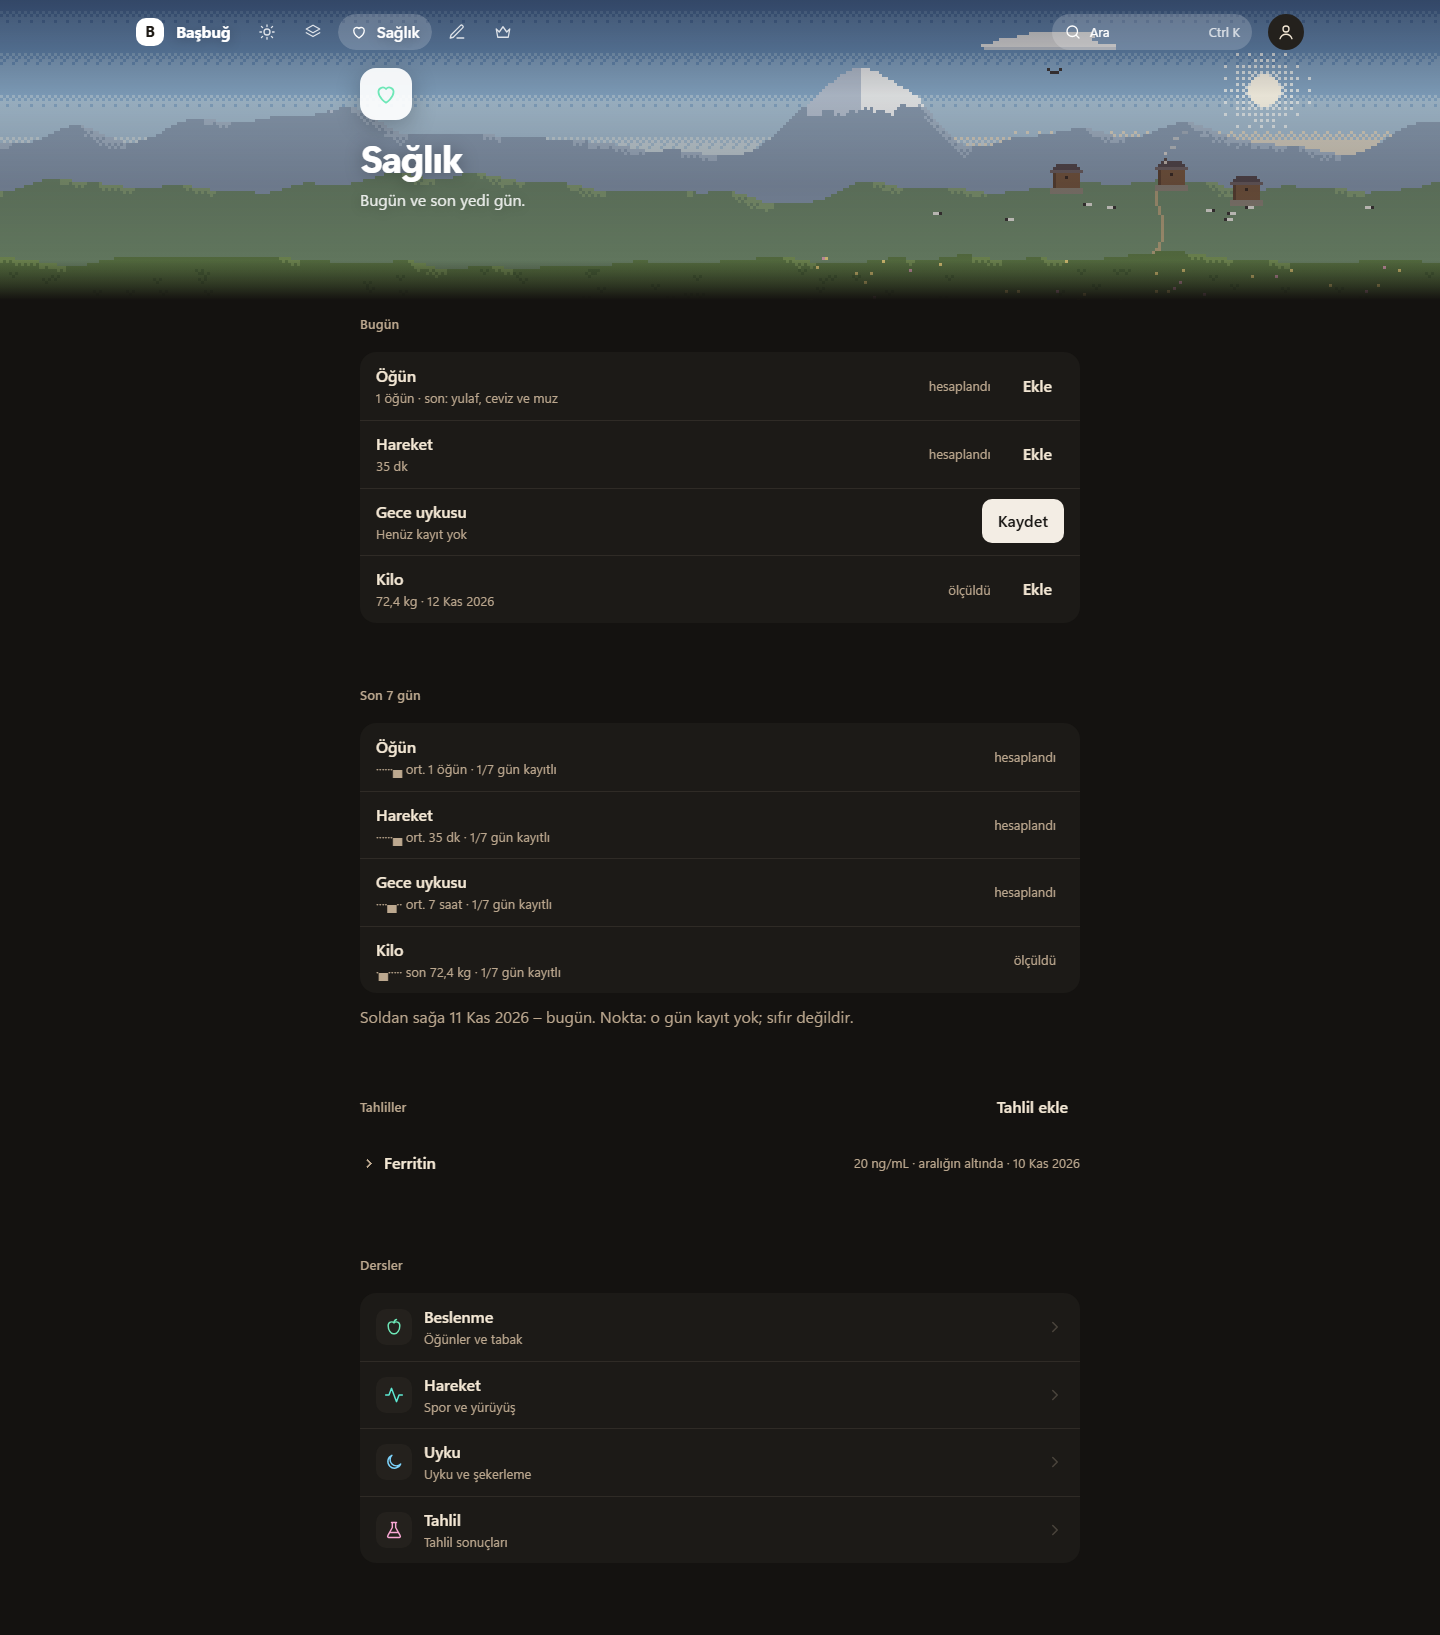 B Başbuğ Sağlık Ara Ctrl K
Sağlık
Bugün ve son yedi gün.
Bugün
Öğün
1 öğün · son: yulaf, ceviz ve muz
hesaplandı Ekle
Hareket
35 dk
hesaplandı Ekle
Gece uykusu
Henüz kayıt yok
Kaydet
Kilo
72,4 kg · 12 Kas 2026
ölçüldü Ekle
Son 7 gün
Öğün
······▄ ort. 1 öğün · 1/7 gün kayıtlı
hesaplandı
Hareket
······▄ ort. 35 dk · 1/7 gün kayıtlı
hesaplandı
Gece uykusu
····▄·· ort. 7 saat · 1/7 gün kayıtlı
hesaplandı
Kilo
·▄····· son 72,4 kg · 1/7 gün kayıtlı
ölçüldü
Soldan sağa 11 Kas 2026 – bugün. Nokta: o gün kayıt yok; sıfır değildir.
Tahliller Tahlil ekle
Ferritin 20 ng/mL · aralığın altında · 10 Kas 2026
Dersler
Beslenme
Öğünler ve tabak
Hareket
Spor ve yürüyüş
Uyku
Uyku ve şekerleme
Tahlil
Tahlil sonuçları